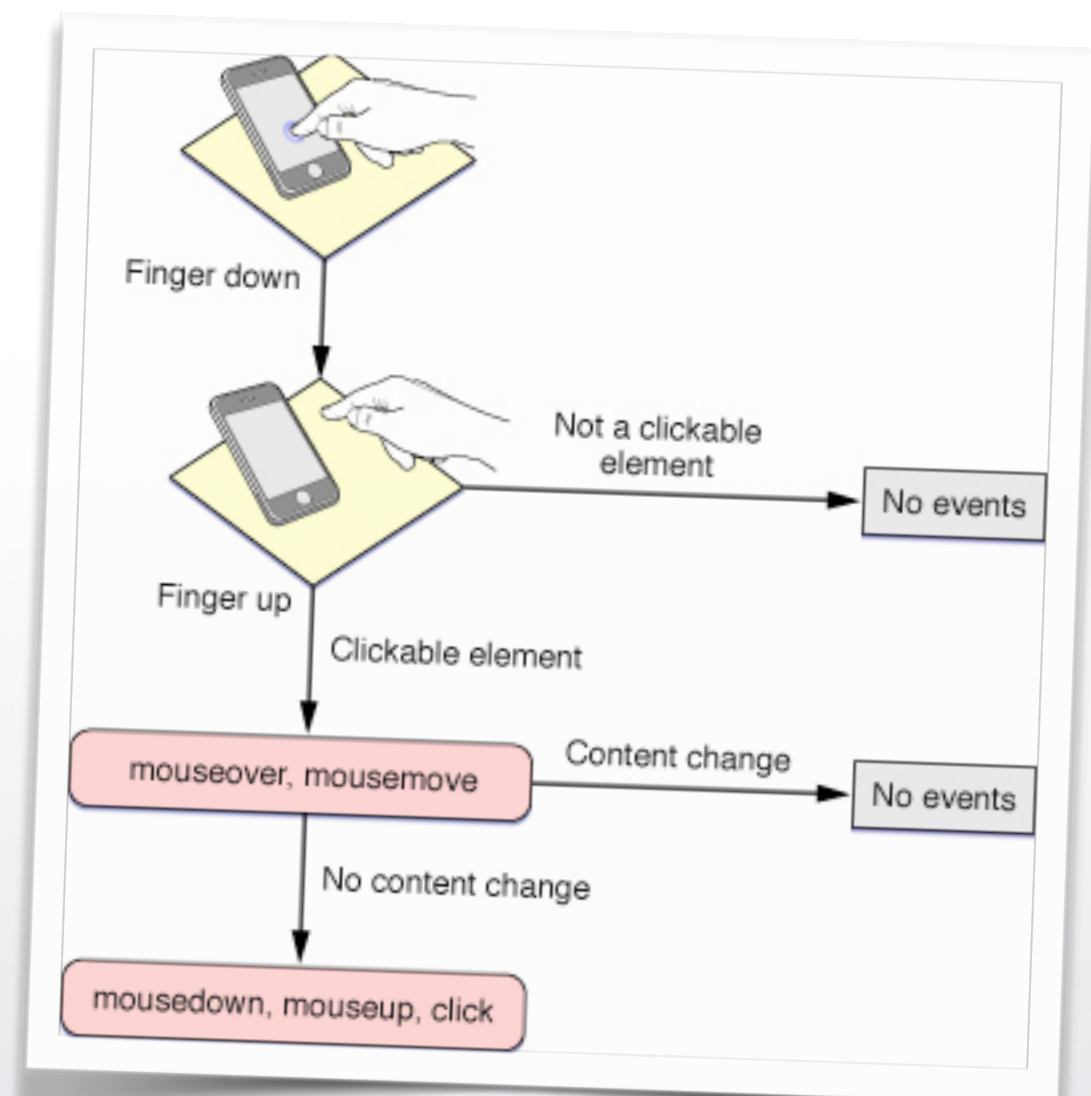 Finger down
Not a clickable
element
No events
Finger up
Clickable element
mouseover, mousemove
Content change
No events
No content change
mousedown, mouseup, click